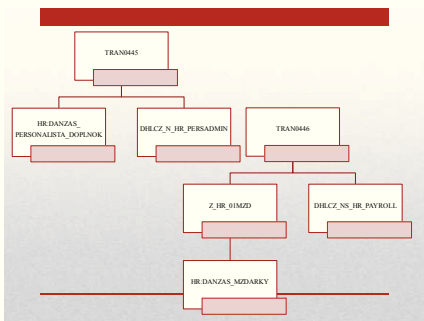 TRAN0445
HR:DANZAS_
PERSONALISTA_DOPLNOK
DHLCZ_N_HR_PERSADMIN
TRAN0446
Z_HR_01MZD
DHLCZ_NS_HR_PAYROLL
HR:DANZAS_MZDARKY